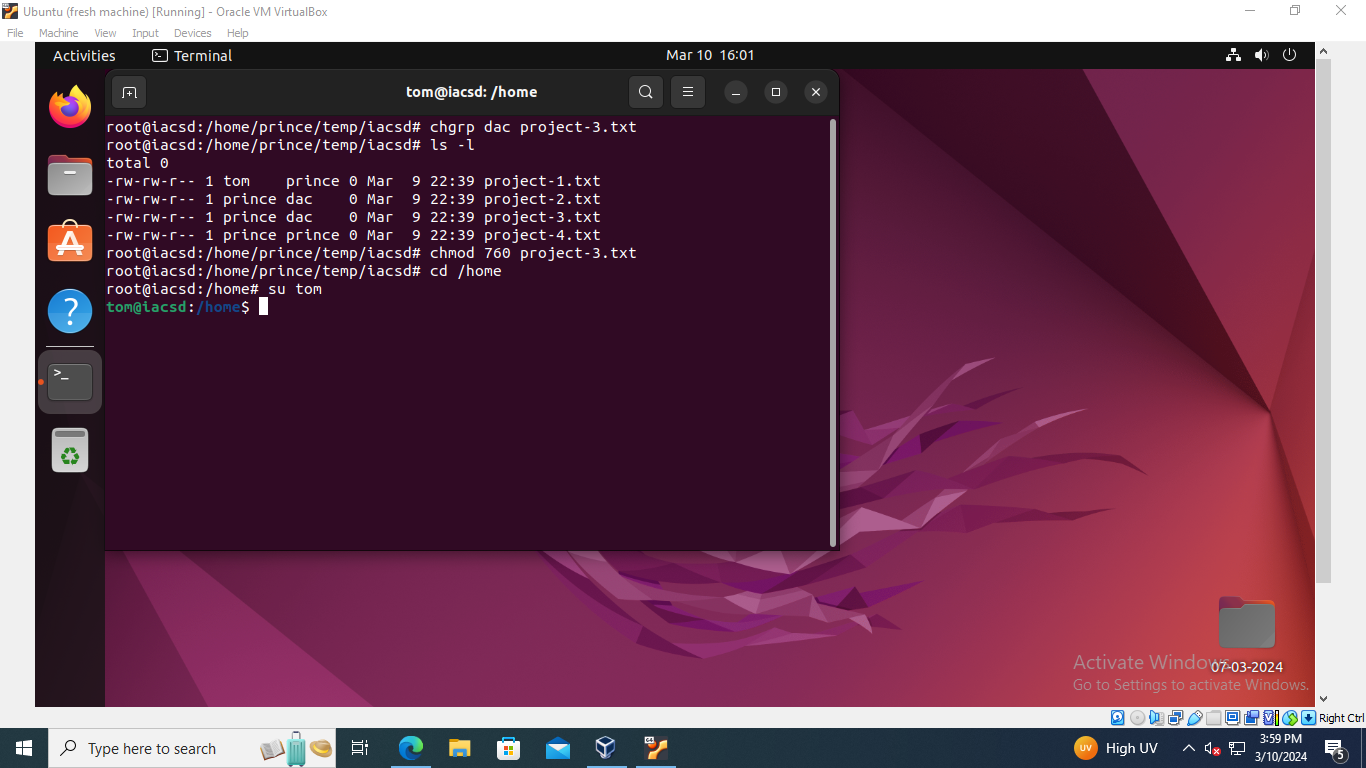 Ubuntu (fresh machine) [Running] - Oracle VM VirtualBox
File Machine View Input Devices Help
Activities Terminal Mar 10 16:01
tom@iacsd: /home
root@iacsd:/home/prince/temp/iacsd# chgrp dac project-3.txt
root@iacsd:/home/prince/temp/iacsd# ls -l
total 0
-rw-rw-r-- 1 tom    prince 0 Mar  9 22:39 project-1.txt
-rw-rw-r-- 1 prince dac    0 Mar  9 22:39 project-2.txt
-rw-rw-r-- 1 prince dac    0 Mar  9 22:39 project-3.txt
-rw-rw-r-- 1 prince prince 0 Mar  9 22:39 project-4.txt
root@iacsd:/home/prince/temp/iacsd# chmod 760 project-3.txt
root@iacsd:/home/prince/temp/iacsd# cd /home
root@iacsd:/home# su tom
tom@iacsd:/home$
07-03-2024
Activate Windows
Go to Settings to activate Windows.
Right Ctrl
Type here to search
UV High UV
3:59 PM
3/10/2024
5